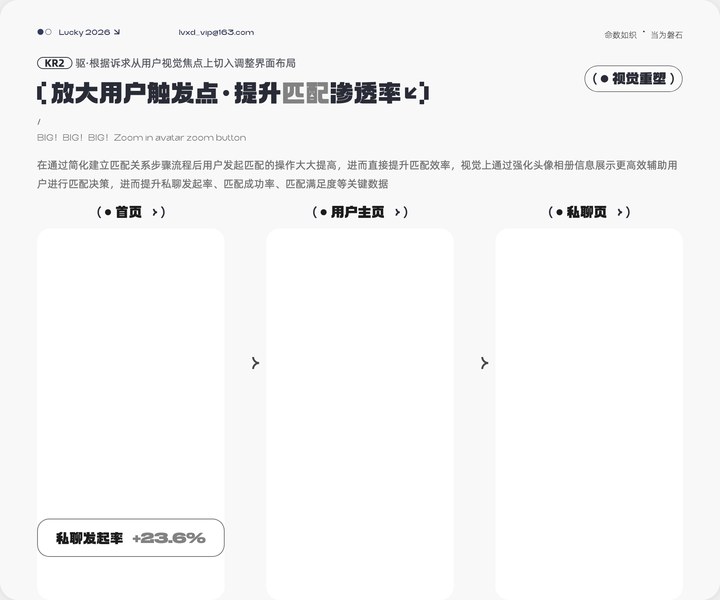 Lucky 2026
lvxd_vip@163.com
命数如织 • 当为磐石
KR2 驱·根据诉求从用户视觉焦点上切入调整界面布局
放大用户触发点·提升匹配渗透率
(● 视觉重塑 )
/
BIG! BIG! BIG! Zoom in avatar zoom button
在通过简化建立匹配关系步骤流程后用户发起匹配的操作大大提高，进而直接提升匹配效率，视觉上通过强化头像相册信息展示更高效辅助用
户进行匹配决策，进而提升私聊发起率、匹配成功率、匹配满足度等关键数据
(● 首页 >)
(● 用户主页 >)
(● 私聊页 >)
私聊发起率 +23.6%